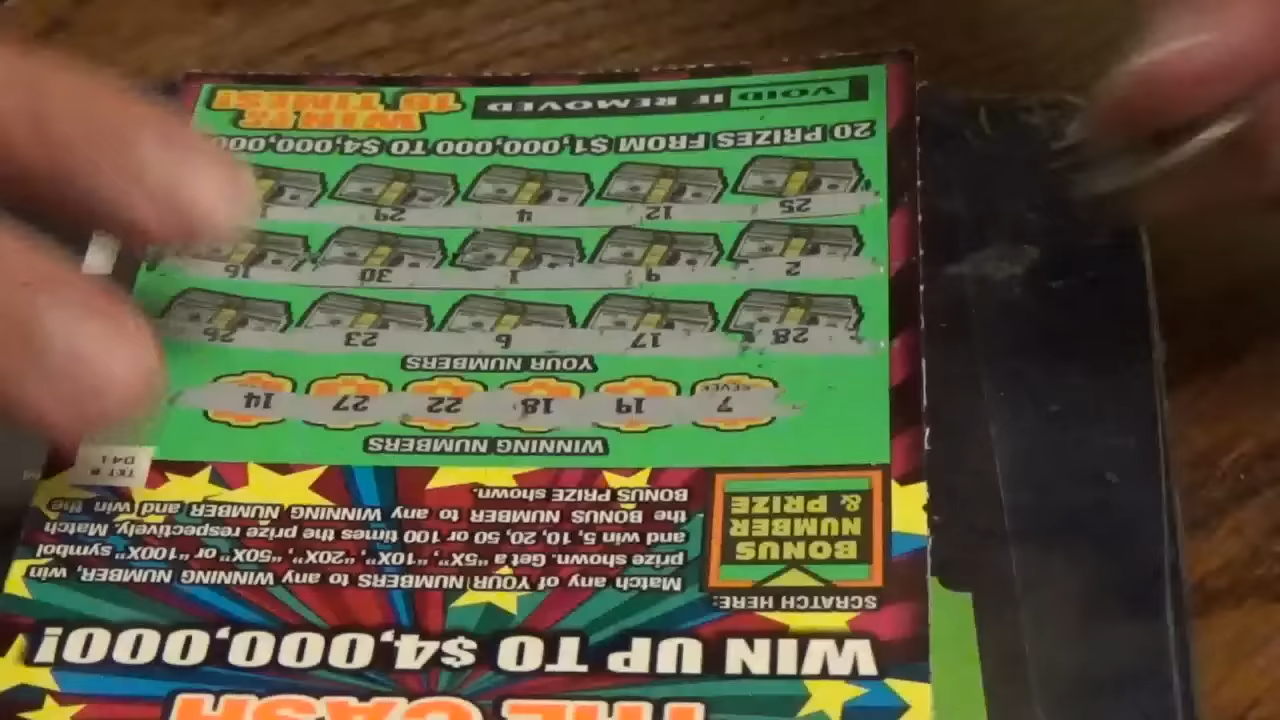 THE CASH
WIN UP TO $4,000,000!
SCRATCH HERE:
BONUS
NUMBER
& PRIZE
Match any of YOUR NUMBERS to any WINNING NUMBER, win
prize shown. Get a "5X", "10X", "20X", "50X" or "100X" symbol
and win 5, 10, 20, 50 or 100 times the prize respectively. Match
the BONUS NUMBER to any WINNING NUMBER and win the
BONUS PRIZE shown.
TKT #
041
WINNING NUMBERS
7 19 18 22 27 14
YOUR NUMBERS
28 17 6 23 26
2 9 1 30 16
25 12 4 29
20 PRIZES FROM $1,000,000 TO $4,000,000
VOID IF REMOVED
WIN
10 TIMES!